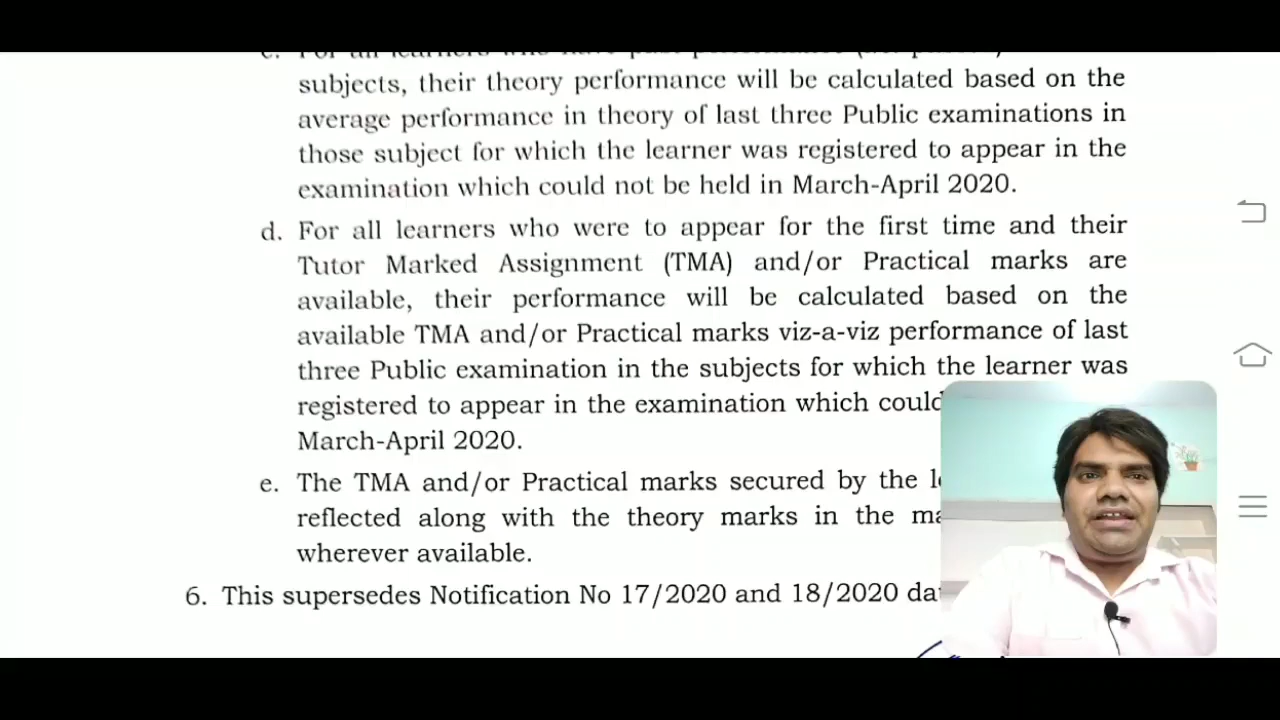 subjects, their theory performance will be calculated based on the
average performance in theory of last three Public examinations in
those subject for which the learner was registered to appear in the
examination which could not be held in March-April 2020.
d. For all learners who were to appear for the first time and their
Tutor Marked Assignment (TMA) and/or Practical marks are
available, their performance will be calculated based on the
available TMA and/or Practical marks viz-a-viz performance of last
three Public examination in the subjects for which the learner was
registered to appear in the examination which could
March-April 2020.
e. The TMA and/or Practical marks secured by the
reflected along with the theory marks in the
wherever available.
6. This supersedes Notification No 17/2020 and 18/2020